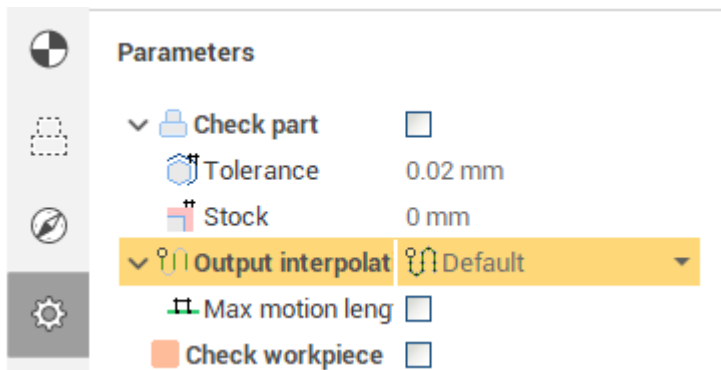 Parameters
Check part
Tolerance 0.02 mm
Stock 0 mm
Output interpolat Default
Max motion leng
Check workpiece